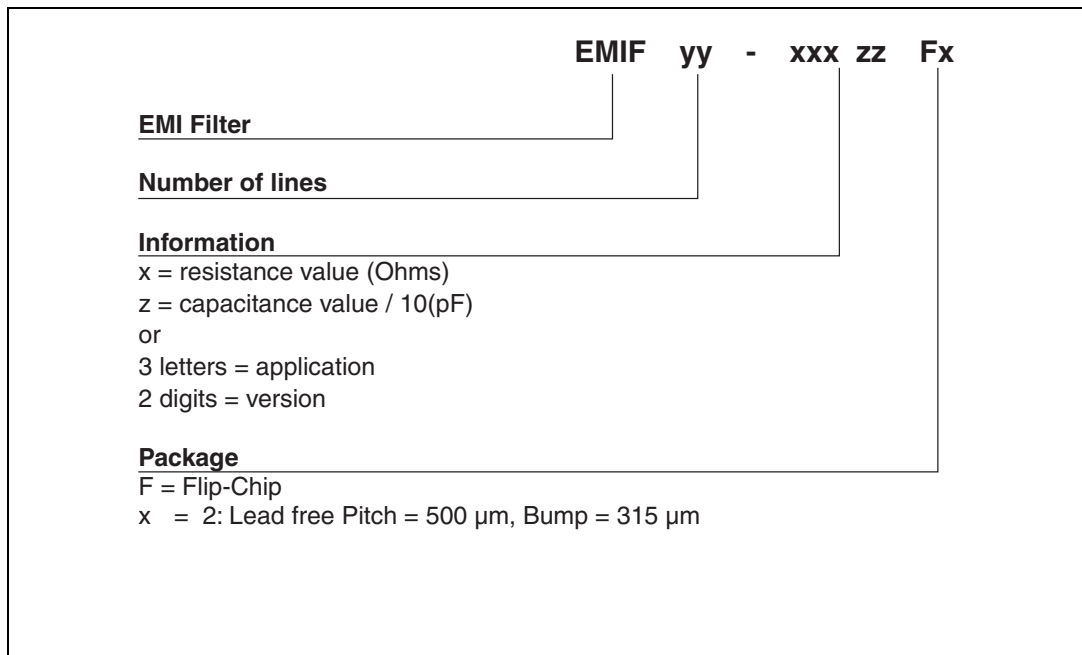 EMIF yy - xxx zz Fx
EMI Filter
Number of lines
Information
x = resistance value (Ohms)
z = capacitance value / 10(pF)
or
3 letters = application
2 digits = version
Package
F = Flip-Chip
x = 2: Lead free Pitch = 500 µm, Bump = 315 µm